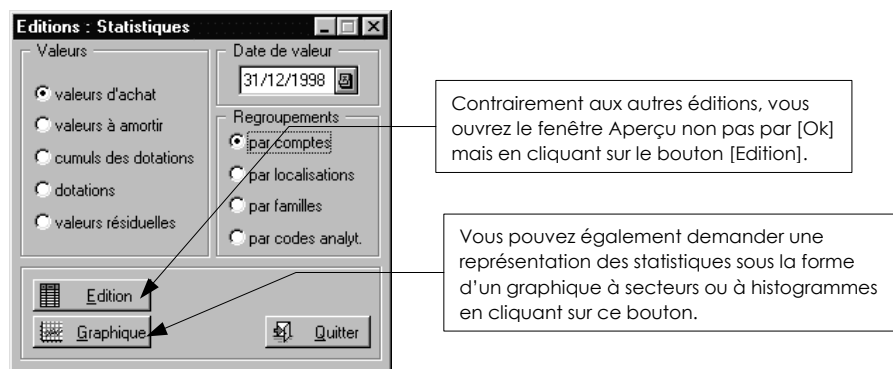 Editions : Statistiques
Valeurs
valeurs d'achat
valeurs à amortir
cumuls des dotations
dotations
valeurs résiduelles
Date de valeur
31/12/1998
Regroupements
par comptes
par localisations
par familles
par codes analyt.
Edition
Graphique
Quitter
Contrairement aux autres éditions, vous
ouvrez le fenêtre Aperçu non pas par [Ok]
mais en cliquant sur le bouton [Edition].
Vous pouvez également demander une
représentation des statistiques sous la forme
d'un graphique à secteurs ou à histogrammes
en cliquant sur ce bouton.